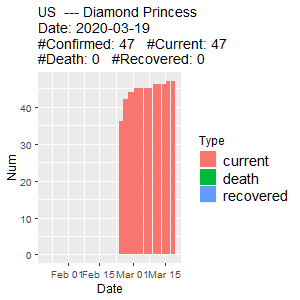 US  --- Diamond Princess
Date: 2020-03-19
#Confirmed: 47   #Current: 47
#Death: 0   #Recovered: 0
Num
40
30
20
10
0
Feb 01 Feb 15 Mar 01 Mar 15
Date
Type
current
death
recovered